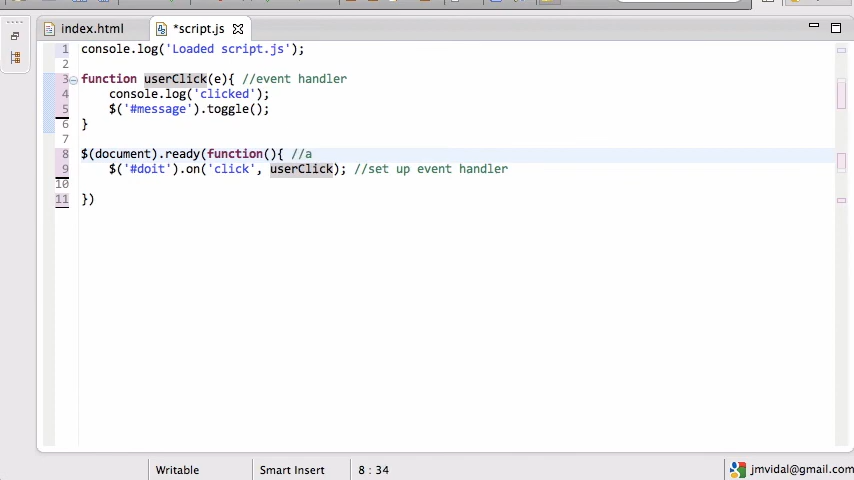 index.html
*script.js
1 console.log('Loaded script.js');
2
3 function userClick(e){ //event handler
4 console.log('clicked');
5 $('#message').toggle();
6 }
7
8 $(document).ready(function(){ //a
9 $('#doit').on('click', userClick); //set up event handler
10
11 })
Writable
Smart Insert
8 : 34
jmvidal@gmail.com